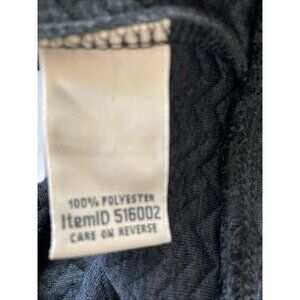 100% POLYESTER
ItemID 516002
CARE ON REVERSE